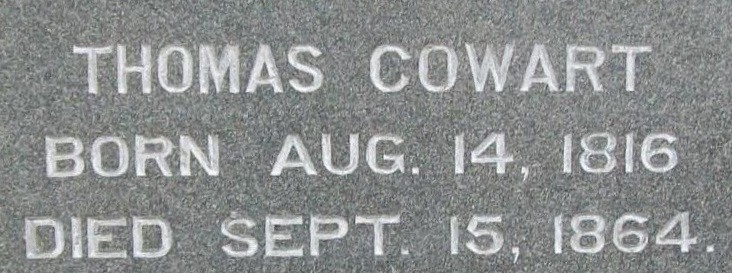 THOMAS COWART
BORN AUG. 14, 1816
DIED SEPT. 15, 1864.